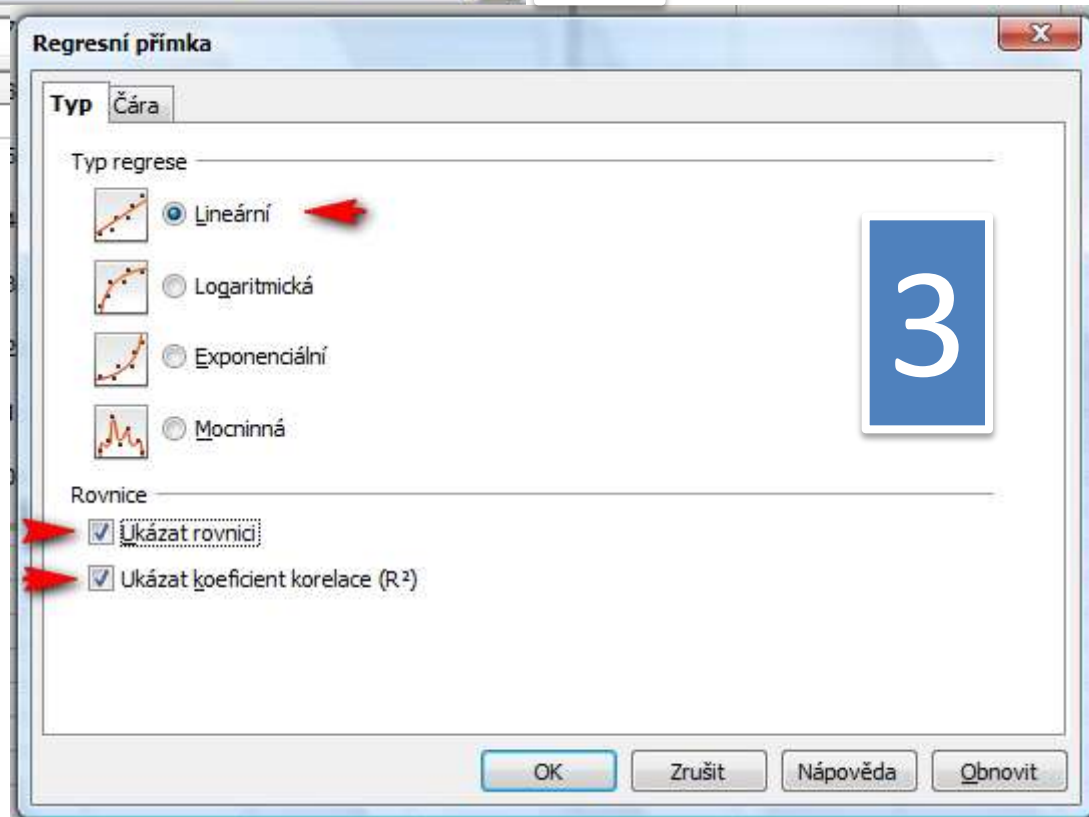 Regresní přímka
Typ Čára
Typ regrese
Lineární
Logaritmická
Exponenciální
Mocninná
3
Rovnice
Ukázat rovnici
Ukázat koeficient korelace (R²)
OK Zrušit Nápověda Obnovit